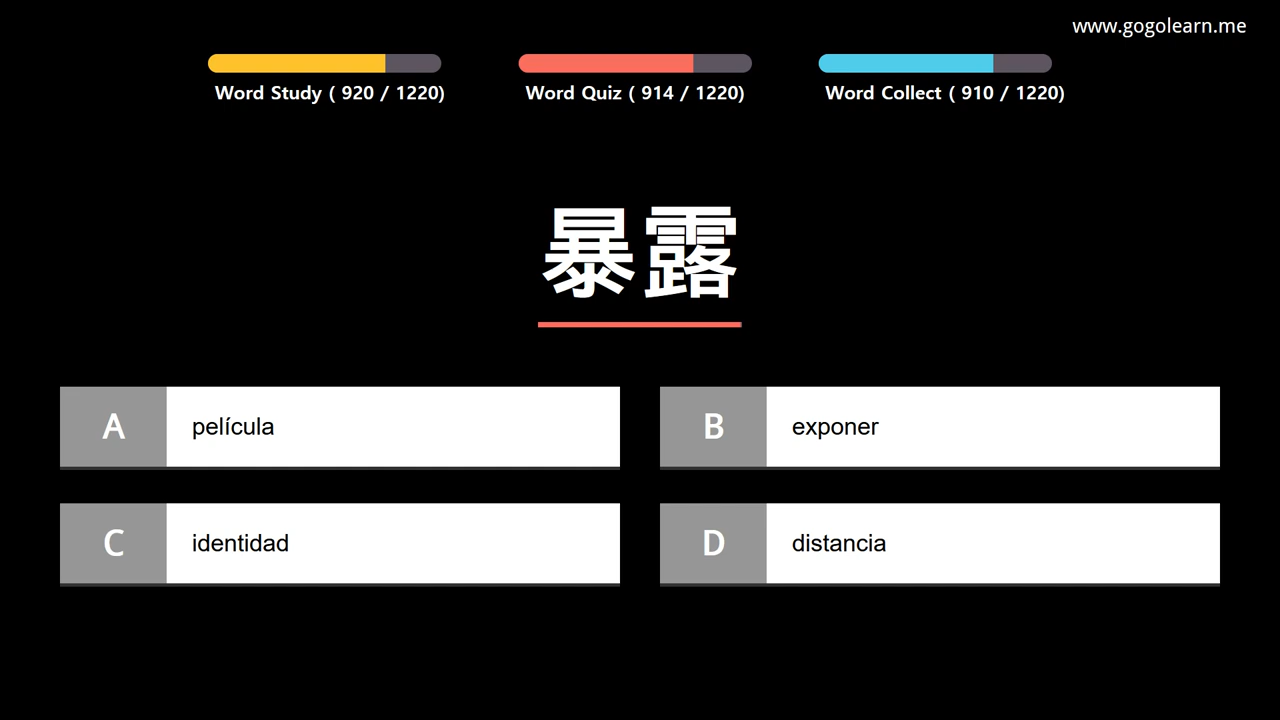 www.gogolearn.me
Word Study ( 920 / 1220)
Word Quiz ( 914 / 1220)
Word Collect ( 910 / 1220)
暴露
A
película
B
exponer
C
identidad
D
distancia